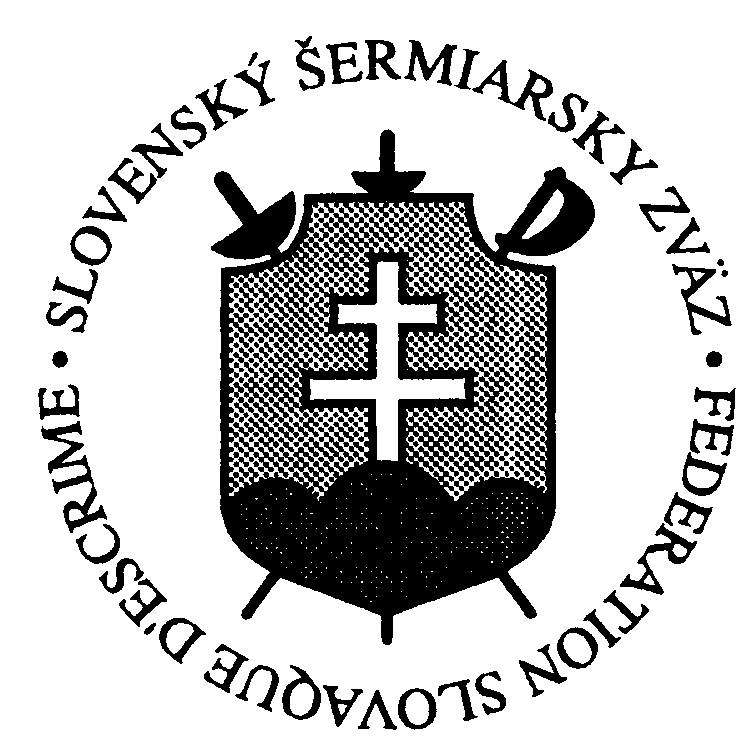 SLOVENSKÝ ŠERMIARSKY ZVÄZ
• FEDERATION SLOVAQUE D'ESCRIME •